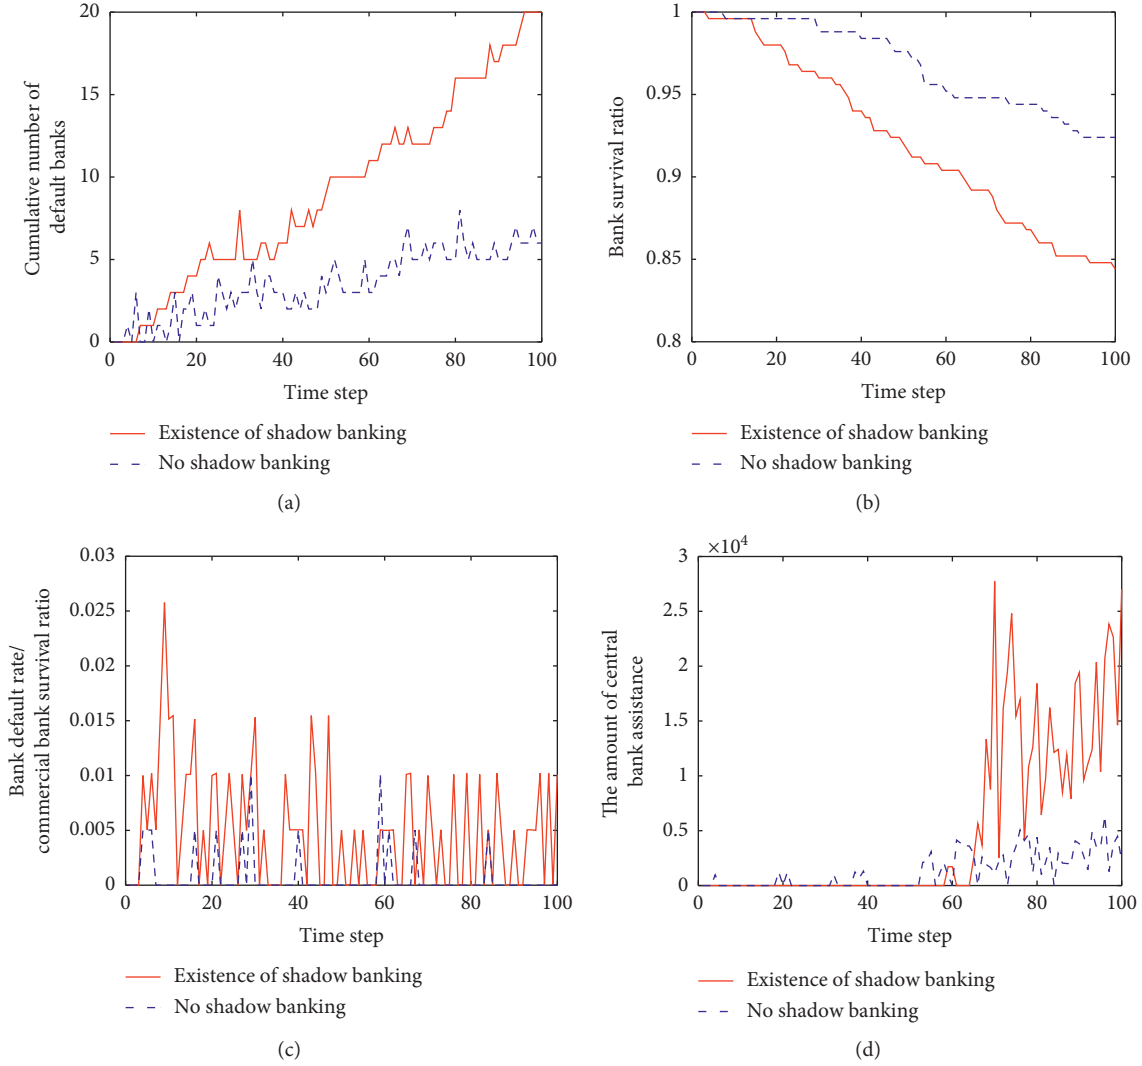 Cumulative number of
default banks
20
15
10
5
0
0 20 40 60 80 100
Time step
Existence of shadow banking
No shadow banking
(a)
Bank survival ratio
1
0.95
0.9
0.85
0.8
0 20 40 60 80 100
Time step
Existence of shadow banking
No shadow banking
(b)
Bank default rate/
commercial bank survival ratio
0.03
0.025
0.02
0.015
0.01
0.005
0
0 20 40 60 80 100
Time step
Existence of shadow banking
No shadow banking
(c)
The amount of central
bank assistance
×10⁴
3
2.5
2
1.5
1
0.5
0
0 20 40 60 80 100
Time step
Existence of shadow banking
No shadow banking
(d)